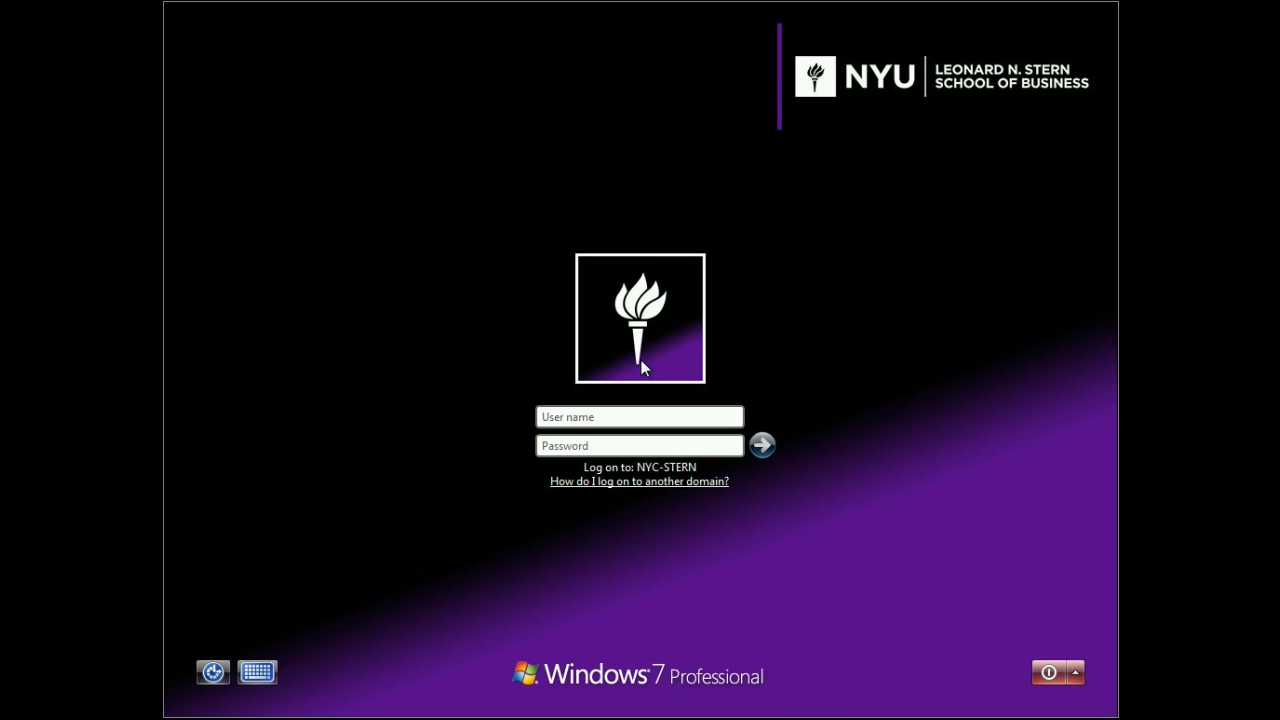 NYU
LEONARD N. STERN
SCHOOL OF BUSINESS
User name
Password
Log on to: NYC-STERN
How do I log on to another domain?
Windows 7 Professional